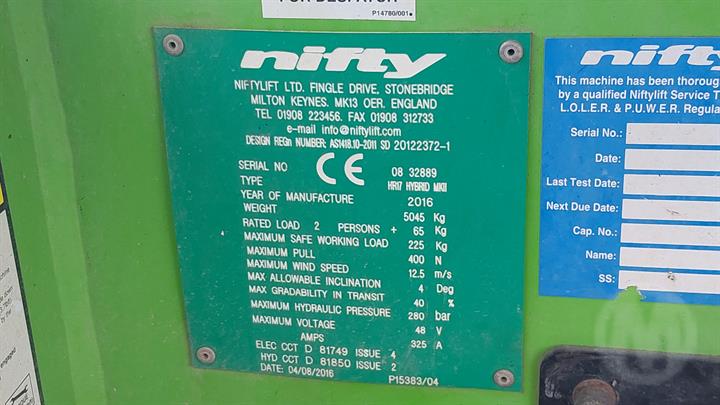 FOR DESPATCH
P14780/001
nifty
NIFTYLIFT LTD. FINGLE DRIVE, STONEBRIDGE
MILTON KEYNES. MK13 OER. ENGLAND
TEL 01908 223456. FAX 01908 312733
e-mail info@niftylift.com
DESIGN REGn NUMBER; AS1418.10-2011 SD 20122372-1
SERIAL NO CE 08 32889
TYPE HR17 HYBRID MKII
YEAR OF MANUFACTURE 2016
WEIGHT 5045 Kg
RATED LOAD 2 PERSONS + 65 Kg
MAXIMUM SAFE WORKING LOAD 225 Kg
MAXIMUM PULL 400 N
MAXIMUM WIND SPEED 12.5 m/s
MAX ALLOWABLE INCLINATION 4 Deg
MAX GRADABILITY IN TRANSIT 40 %
MAXIMUM HYDRAULIC PRESSURE 280 bar
MAXIMUM VOLTAGE 48 V
AMPS 325 A
ELEC CCT D 81749 ISSUE 4
HYD CCT D 81850 ISSUE 2
DATE: 04/08/2016 P15383/04
nifty
This machine has been thoroug
by a qualified Niftylift Service T
L.O.L.E.R. & P.U.W.E.R. Regula
Serial No.:
Date:
Last Test Date:
Next Due Date:
Cap. No.:
Name:
SS:
engaged